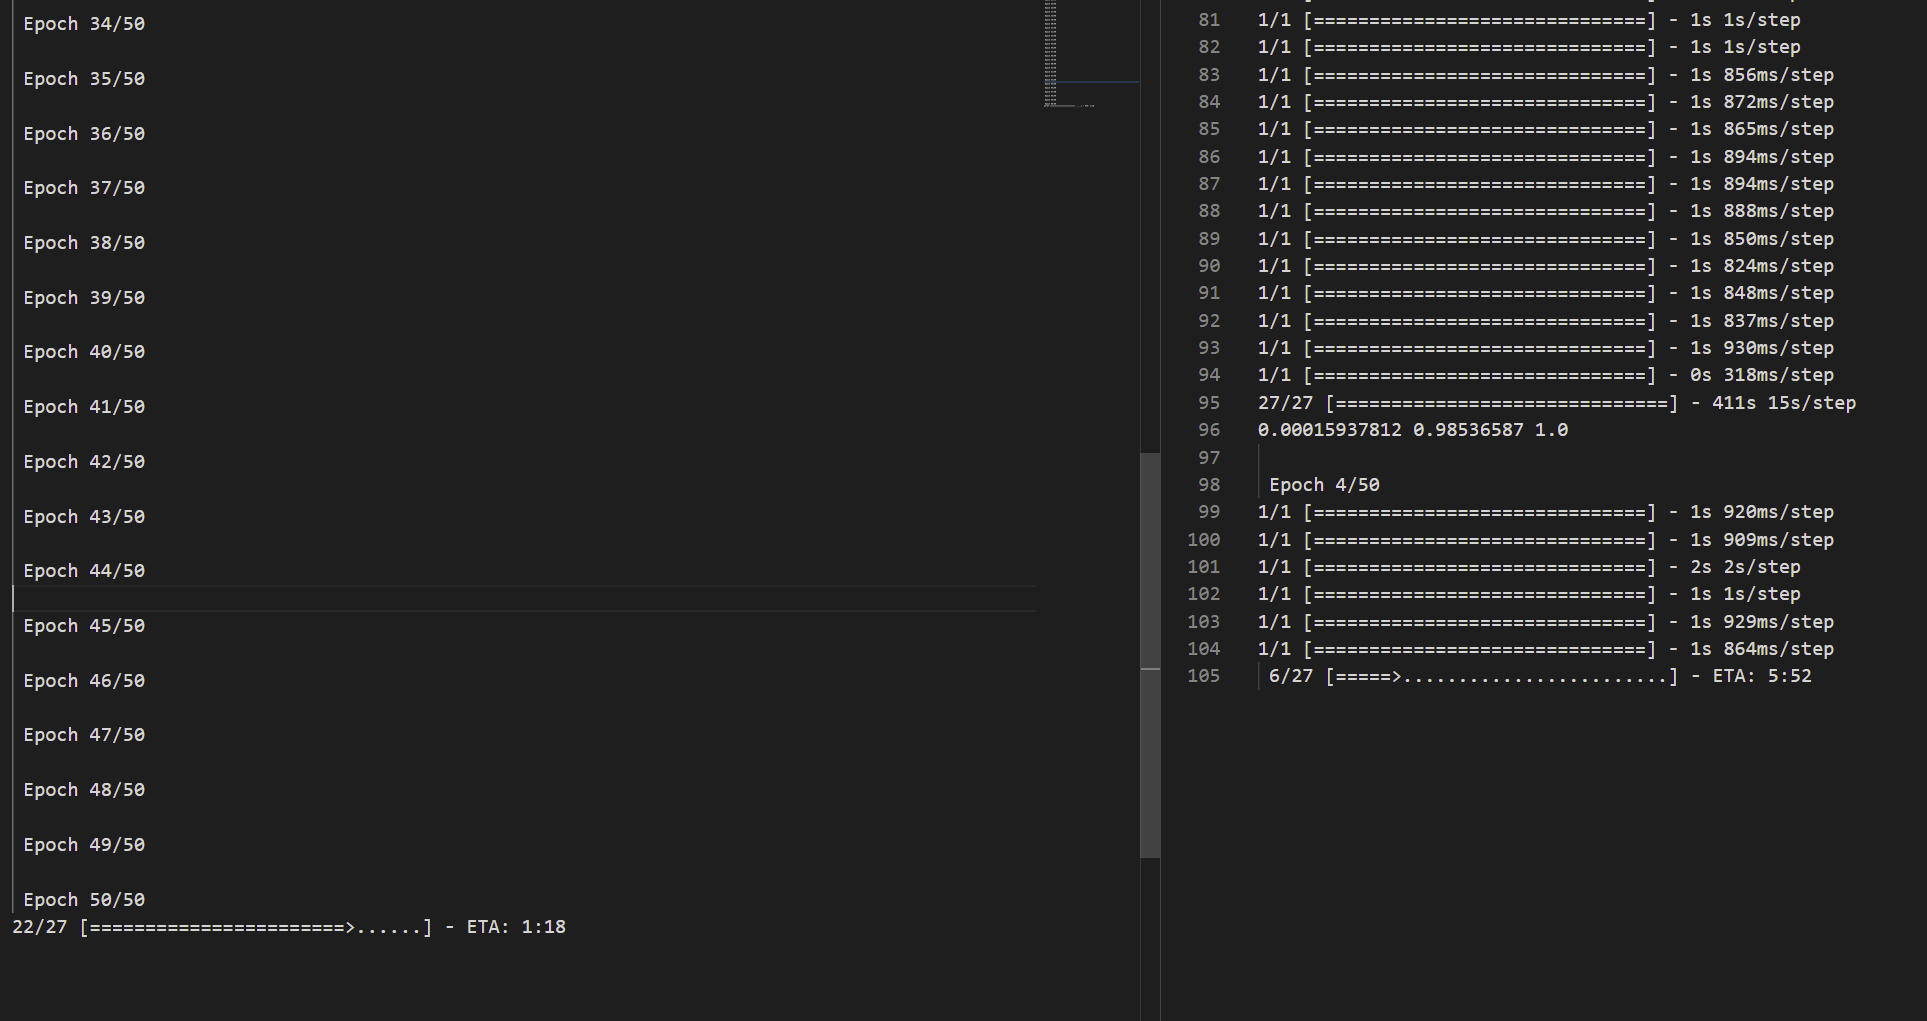 Epoch 34/50
Epoch 35/50
Epoch 36/50
Epoch 37/50
Epoch 38/50
Epoch 39/50
Epoch 40/50
Epoch 41/50
Epoch 42/50
Epoch 43/50
Epoch 44/50
Epoch 45/50
Epoch 46/50
Epoch 47/50
Epoch 48/50
Epoch 49/50
Epoch 50/50
22/27 [=======================>......] - ETA: 1:18
81 1/1 [==============================] - 1s 1s/step
82 1/1 [==============================] - 1s 1s/step
83 1/1 [==============================] - 1s 856ms/step
84 1/1 [==============================] - 1s 872ms/step
85 1/1 [==============================] - 1s 865ms/step
86 1/1 [==============================] - 1s 894ms/step
87 1/1 [==============================] - 1s 894ms/step
88 1/1 [==============================] - 1s 888ms/step
89 1/1 [==============================] - 1s 850ms/step
90 1/1 [==============================] - 1s 824ms/step
91 1/1 [==============================] - 1s 848ms/step
92 1/1 [==============================] - 1s 837ms/step
93 1/1 [==============================] - 1s 930ms/step
94 1/1 [==============================] - 0s 318ms/step
95 27/27 [==============================] - 411s 15s/step
96 0.00015937812 0.98536587 1.0
97
98 Epoch 4/50
99 1/1 [==============================] - 1s 920ms/step
100 1/1 [==============================] - 1s 909ms/step
101 1/1 [==============================] - 2s 2s/step
102 1/1 [==============================] - 1s 1s/step
103 1/1 [==============================] - 1s 929ms/step
104 1/1 [==============================] - 1s 864ms/step
105 6/27 [=====>........................] - ETA: 5:52